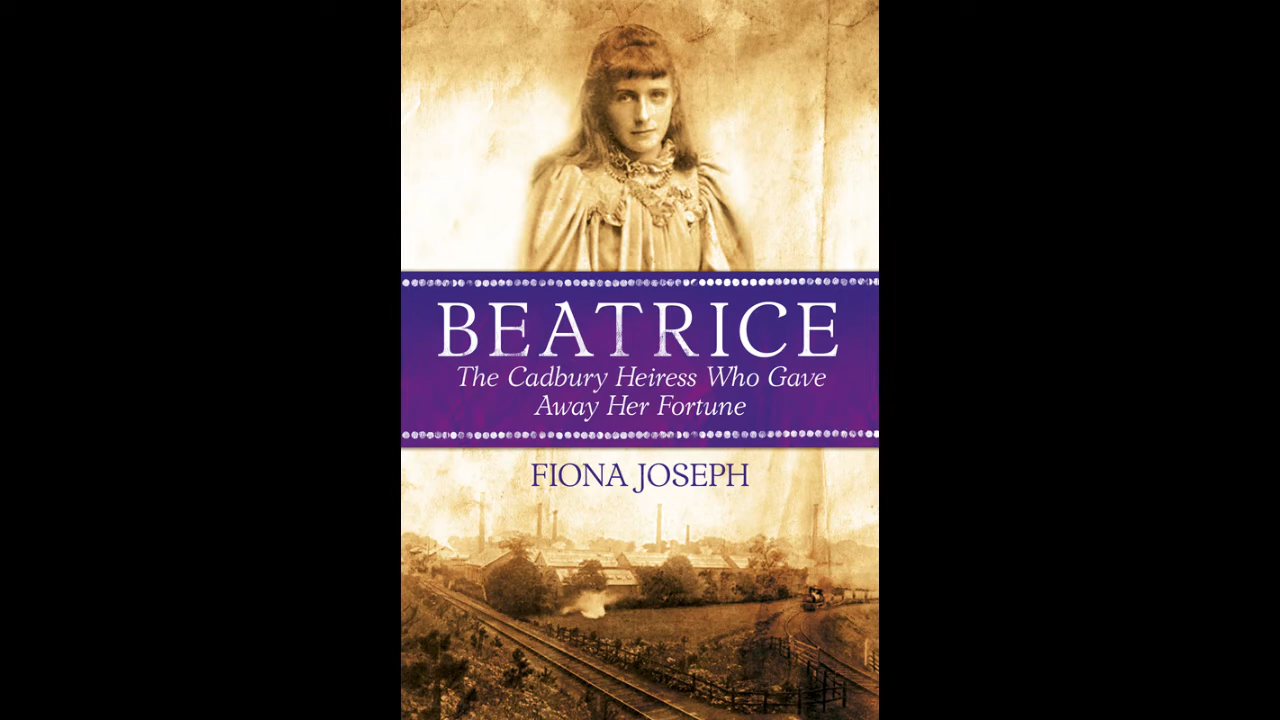 BEATRICE
The Cadbury Heiress Who Gave
Away Her Fortune
FIONA JOSEPH